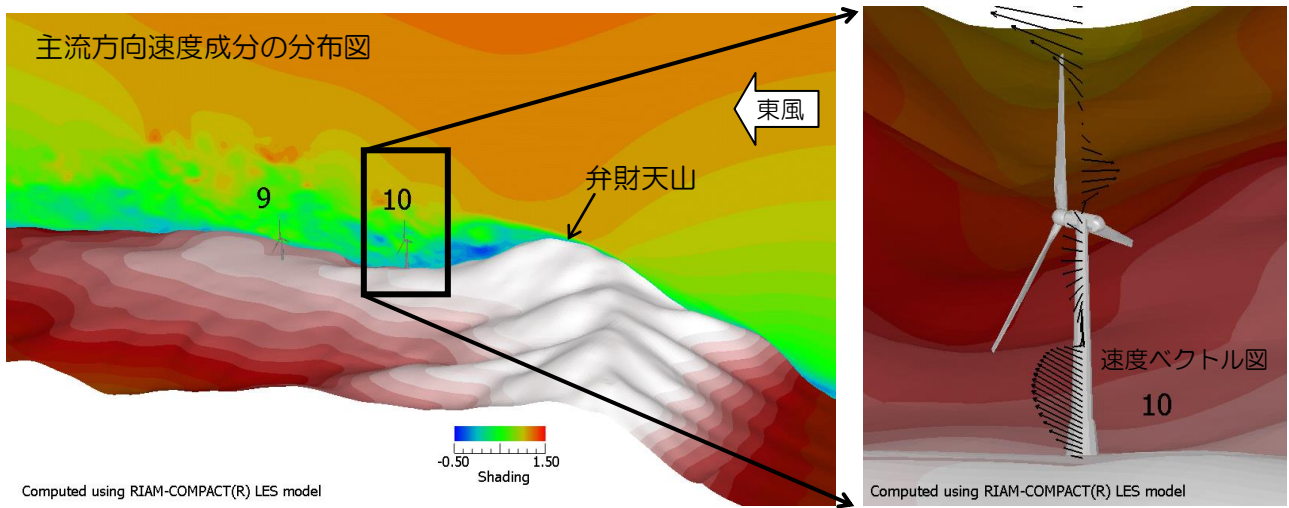 主流方向速度成分の分布図
東風
弁財天山
9
10
-0.50 1.50
Shading
Computed using RIAM-COMPACT(R) LES model
速度ベクトル図
10
Computed using RIAM-COMPACT(R) LES model